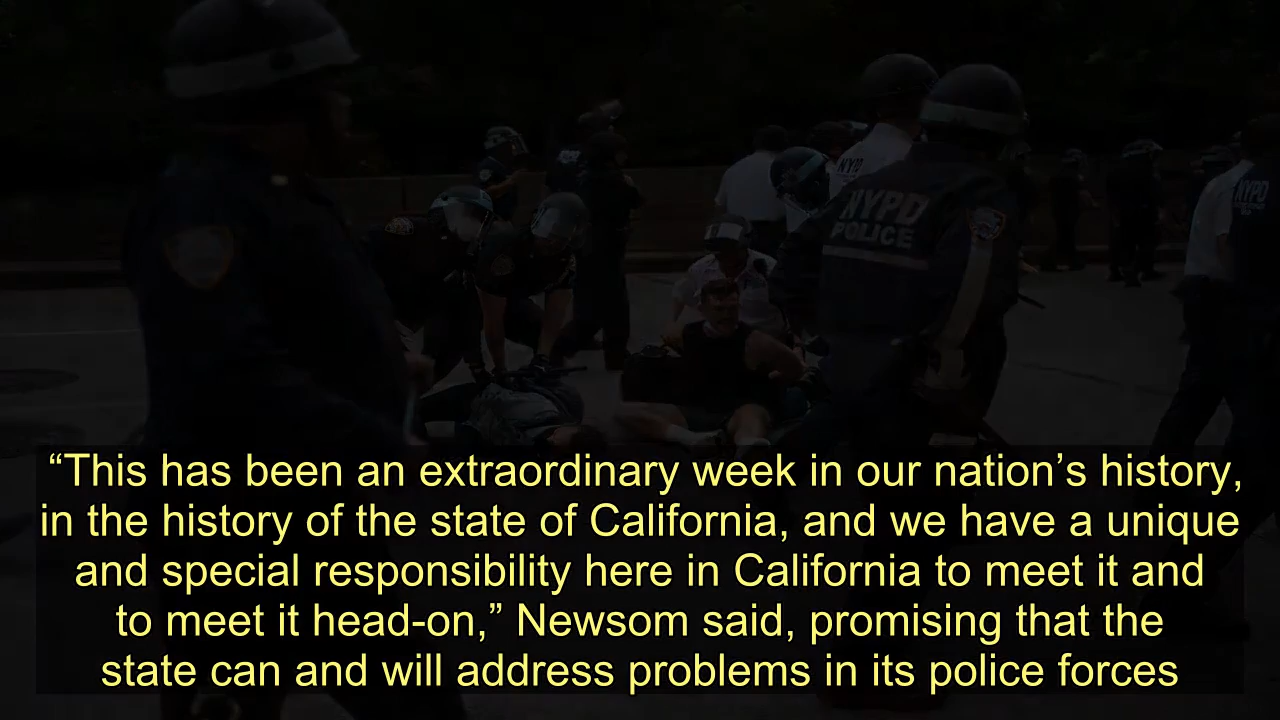 NYPD
NYPD
POLICE
NYPD
“This has been an extraordinary week in our nation’s history,
in the history of the state of California, and we have a unique
and special responsibility here in California to meet it and
to meet it head-on,” Newsom said, promising that the
state can and will address problems in its police forces